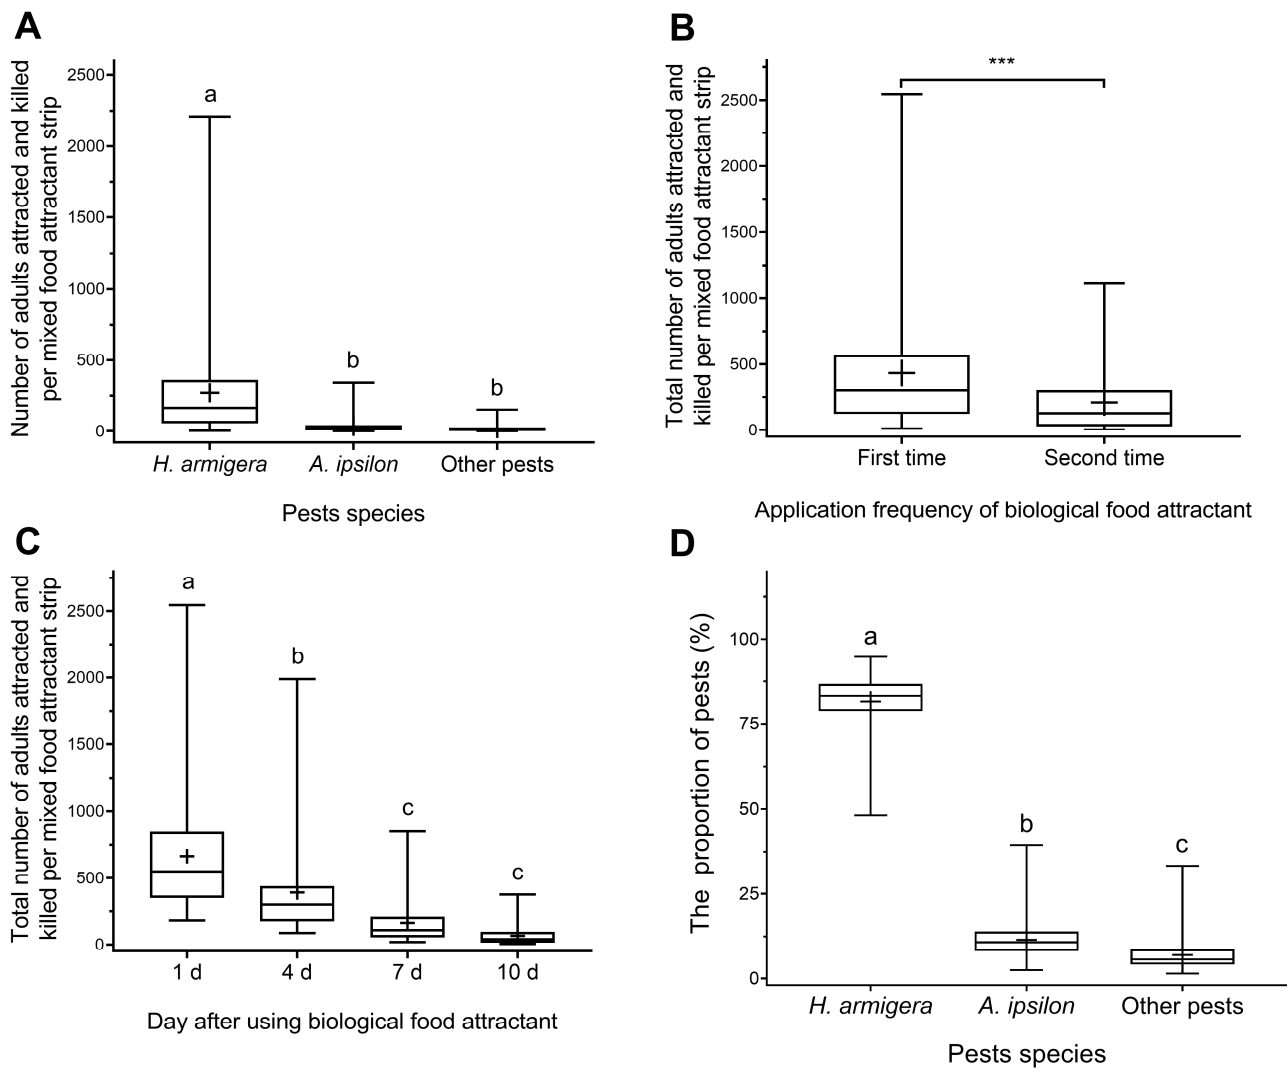 A
Number of adults attracted and killed
per mixed food attractant strip
2500
2000
1500
1000
500
0
a
b
b
H. armigera
A. ipsilon
Other pests
Pests species
B
Total number of adults attracted and
killed per mixed food attractant strip
2500
2000
1500
1000
500
0
***
First time
Second time
Application frequency of biological food attractant
C
Total number of adults attracted and
killed per mixed food attractant strip
2500
2000
1500
1000
500
0
a
b
c
c
1 d
4 d
7 d
10 d
Day after using biological food attractant
D
The proportion of pests (%)
100
75
50
25
0
a
b
c
H. armigera
A. ipsilon
Other pests
Pests species